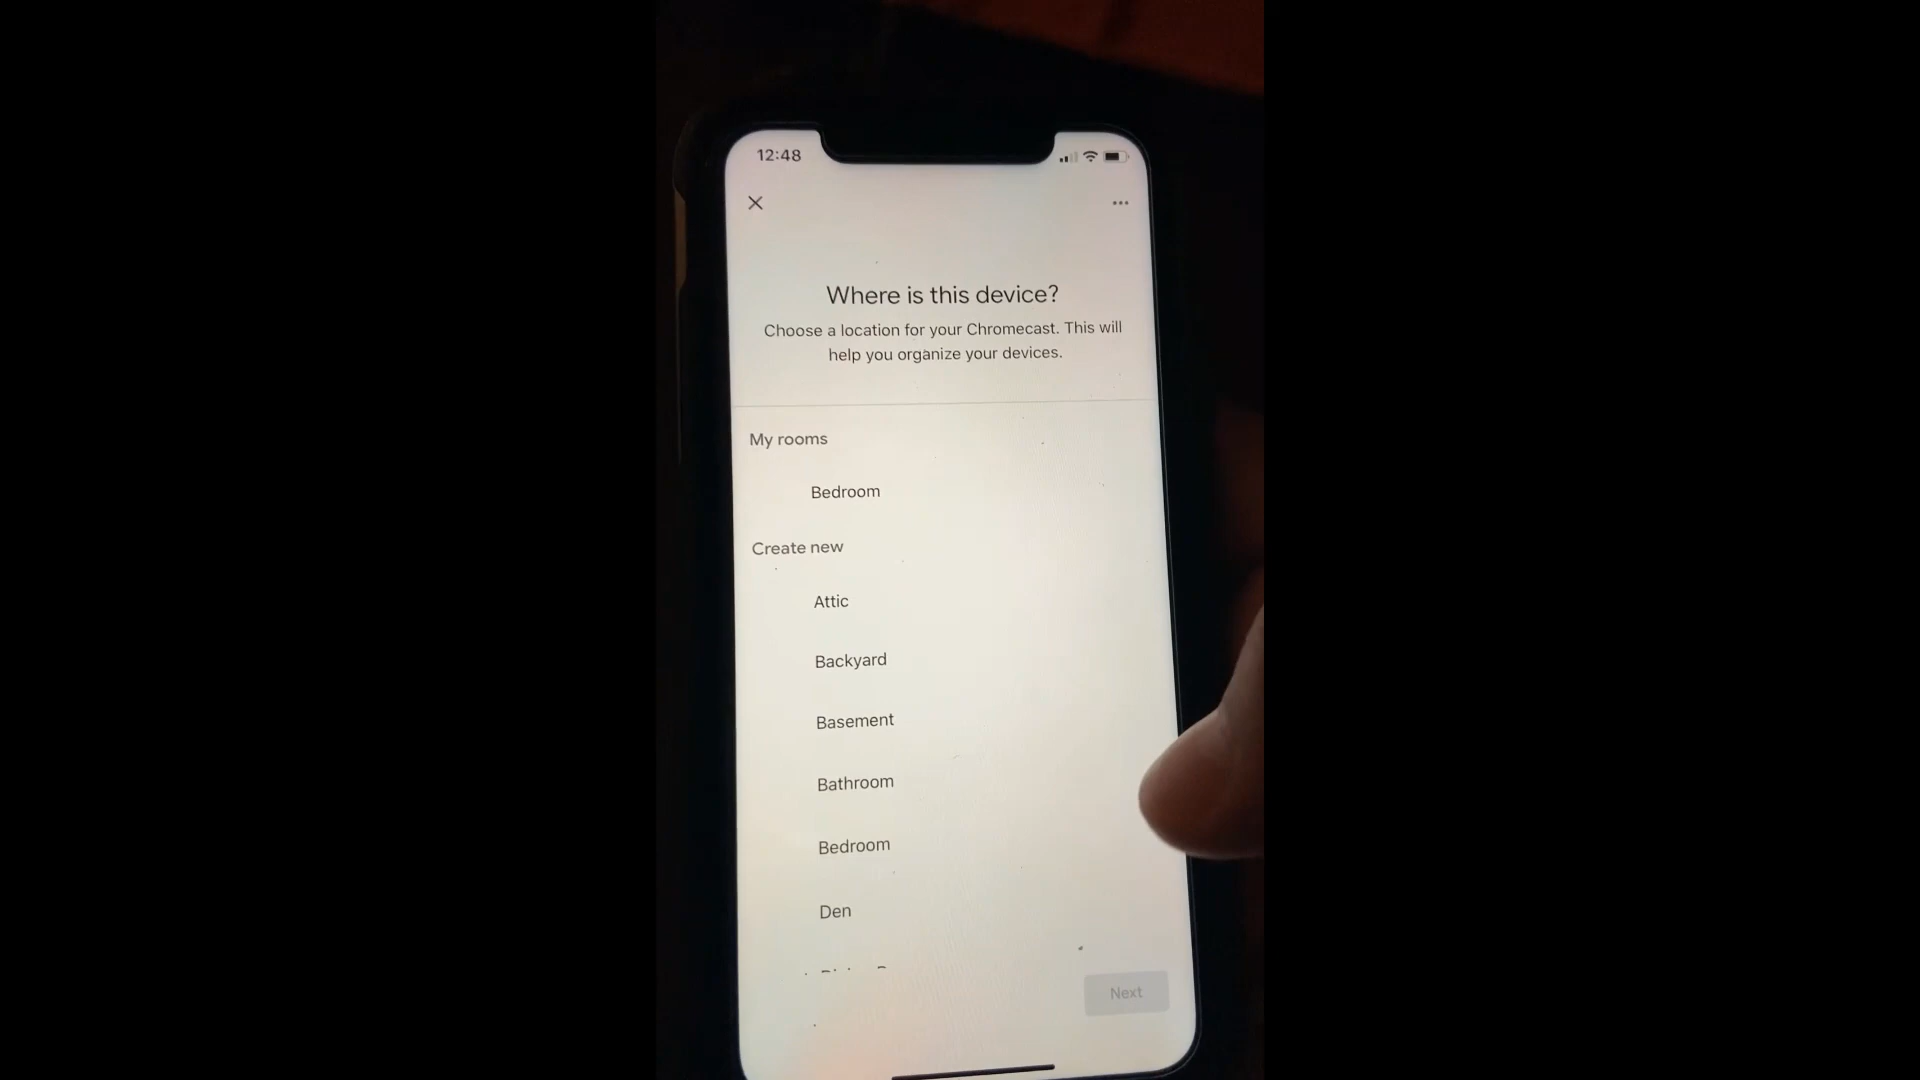 12:48
Where is this device?
Choose a location for your Chromecast. This will
help you organize your devices.
My rooms
Bedroom
Create new
Attic
Backyard
Basement
Bathroom
Bedroom
Den
Next